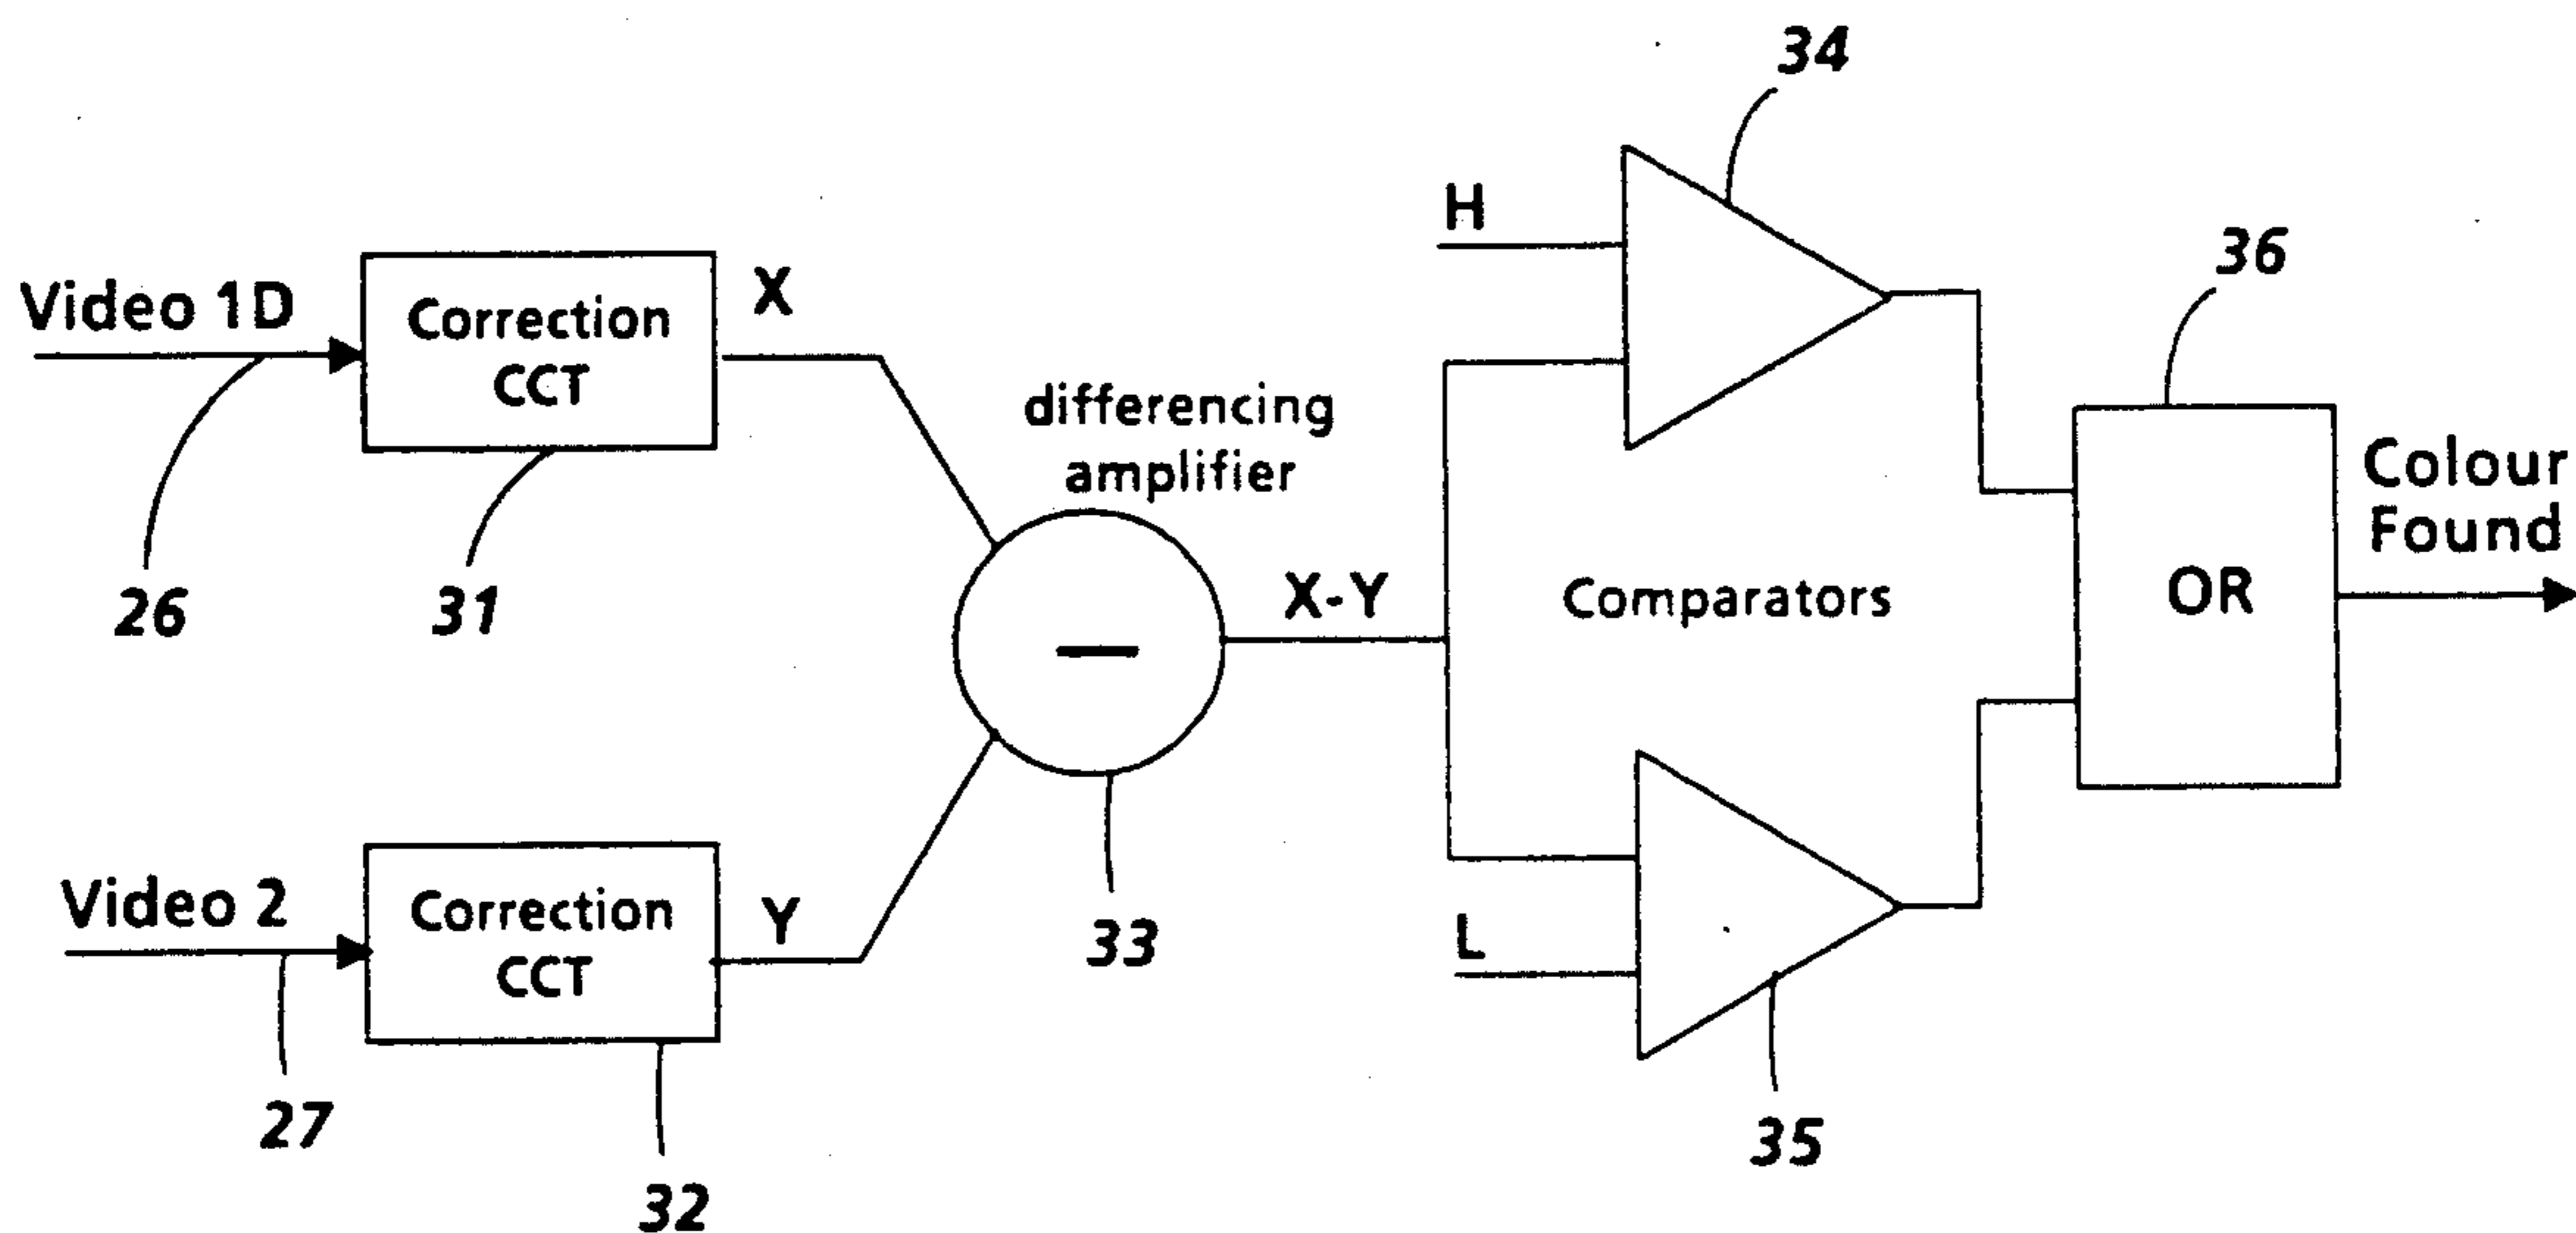 34
H
36
Video 1D
Correction
CCT
X
differencing
amplifier
Colour
Found
26
31
X-Y
Comparators
OR
—
Video 2
Correction
CCT
Y
33
L
27
32
35